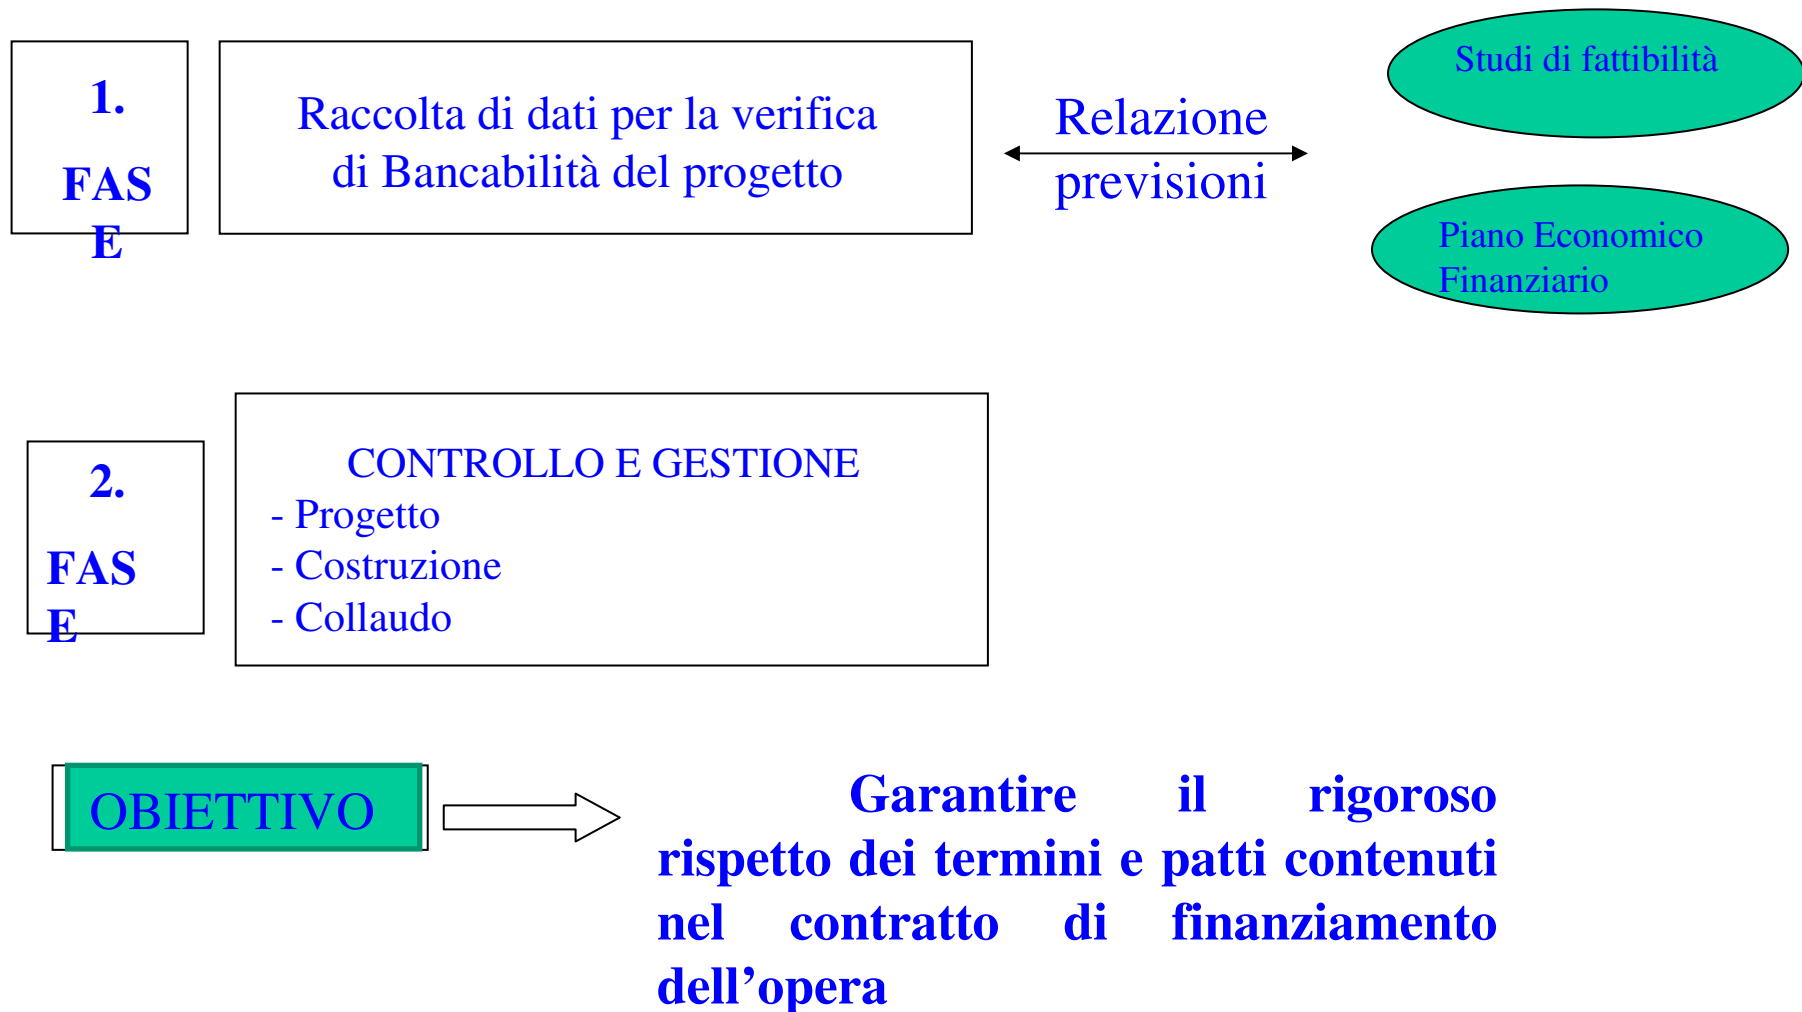 1.
FAS
E
Raccolta di dati per la verifica
di Bancabilità del progetto
Relazione
previsioni
Studi di fattibilità
Piano Economico
Finanziario
2.
FAS
E
CONTROLLO E GESTIONE
- Progetto
- Costruzione
- Collaudo
OBIETTIVO
Garantire il rigoroso
rispetto dei termini e patti contenuti
nel contratto di finanziamento
dell’opera